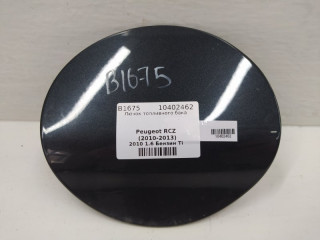 B1675
B1675 10402462
Лючок топливного бака
Peugeot RCZ
(2010-2013)
2010 1.6 Бензин Ti